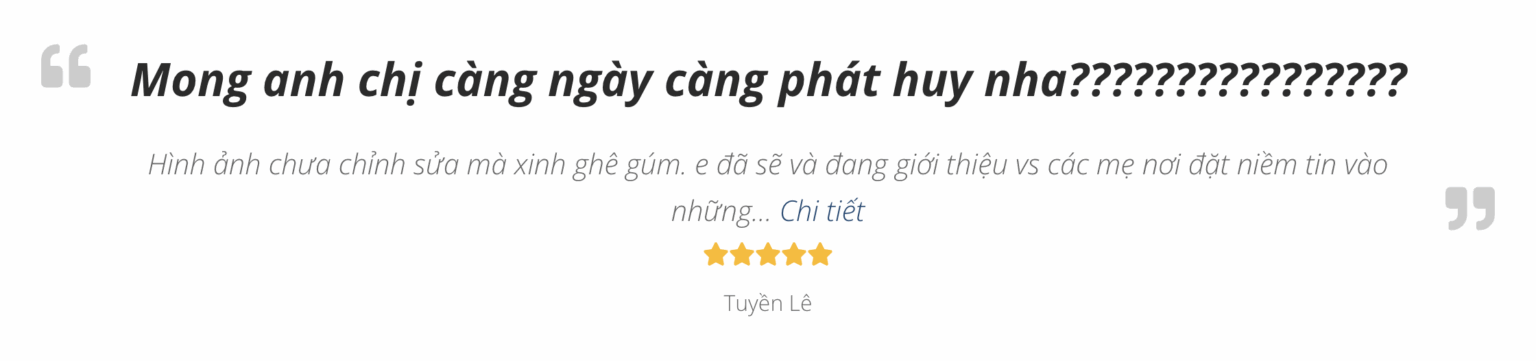 Mong anh chị càng ngày càng phát huy nha????????????????
Hình ảnh chưa chỉnh sửa mà xinh ghê gúm. e đã sẽ và đang giới thiệu vs các mẹ nơi đặt niềm tin vào
những... Chi tiết
Tuyền Lê